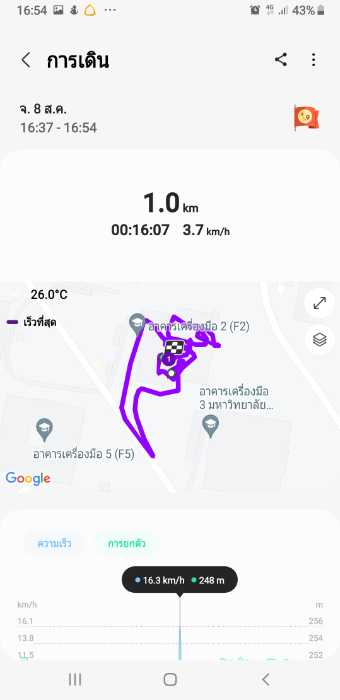 16:54
4G
43%
การเดิน
จ. 8 ส.ค.
16:37 - 16:54
1.0 km
00:16:07 3.7 km/h
26.0°C
เร็วที่สุด
อาคารเครื่องมือ 2 (F2)
อาคารเครื่องมือ
3 มหาวิทยาลัย...
อาคารเครื่องมือ 5 (F5)
Google
ความเร็ว การยกตัว
16.3 km/h 248 m
km/h m
16.1 256
13.8 254
11.5 252